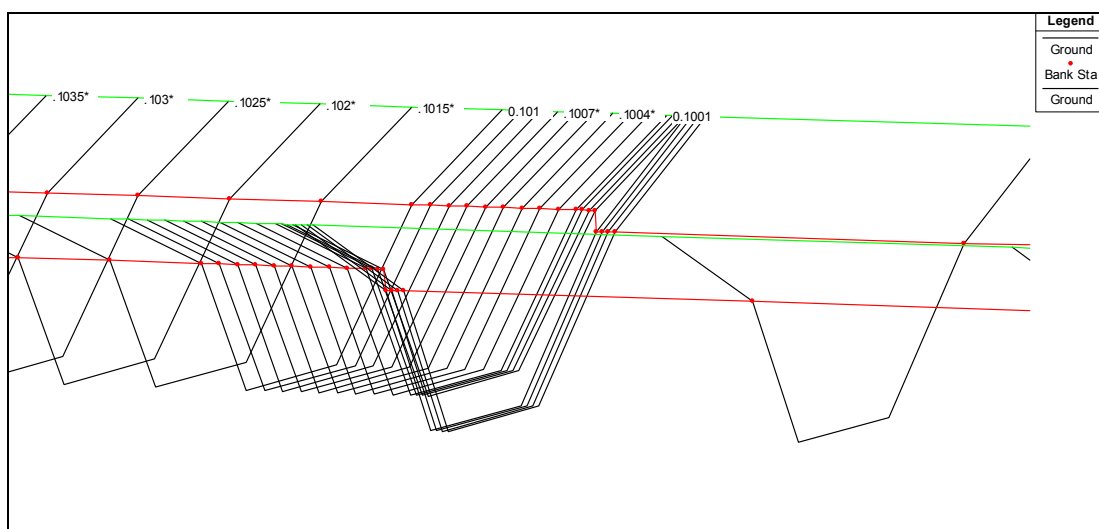 Legend
Ground
Bank Sta
Ground
.1035*
.103*
.1025*
.102*
.1015*
0.101
.1007*
.1004*
0.1001